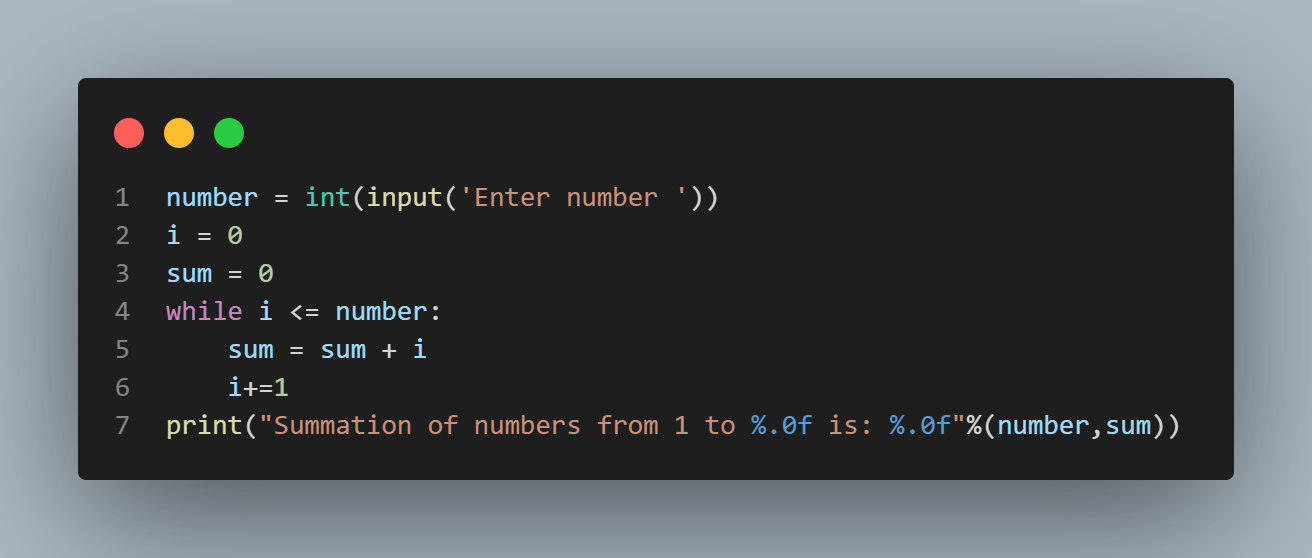 1 number = int(input('Enter number '))
2 i = 0
3 sum = 0
4 while i <= number:
5     sum = sum + i
6     i+=1
7 print("Summation of numbers from 1 to %.0f is: %.0f"%(number,sum))